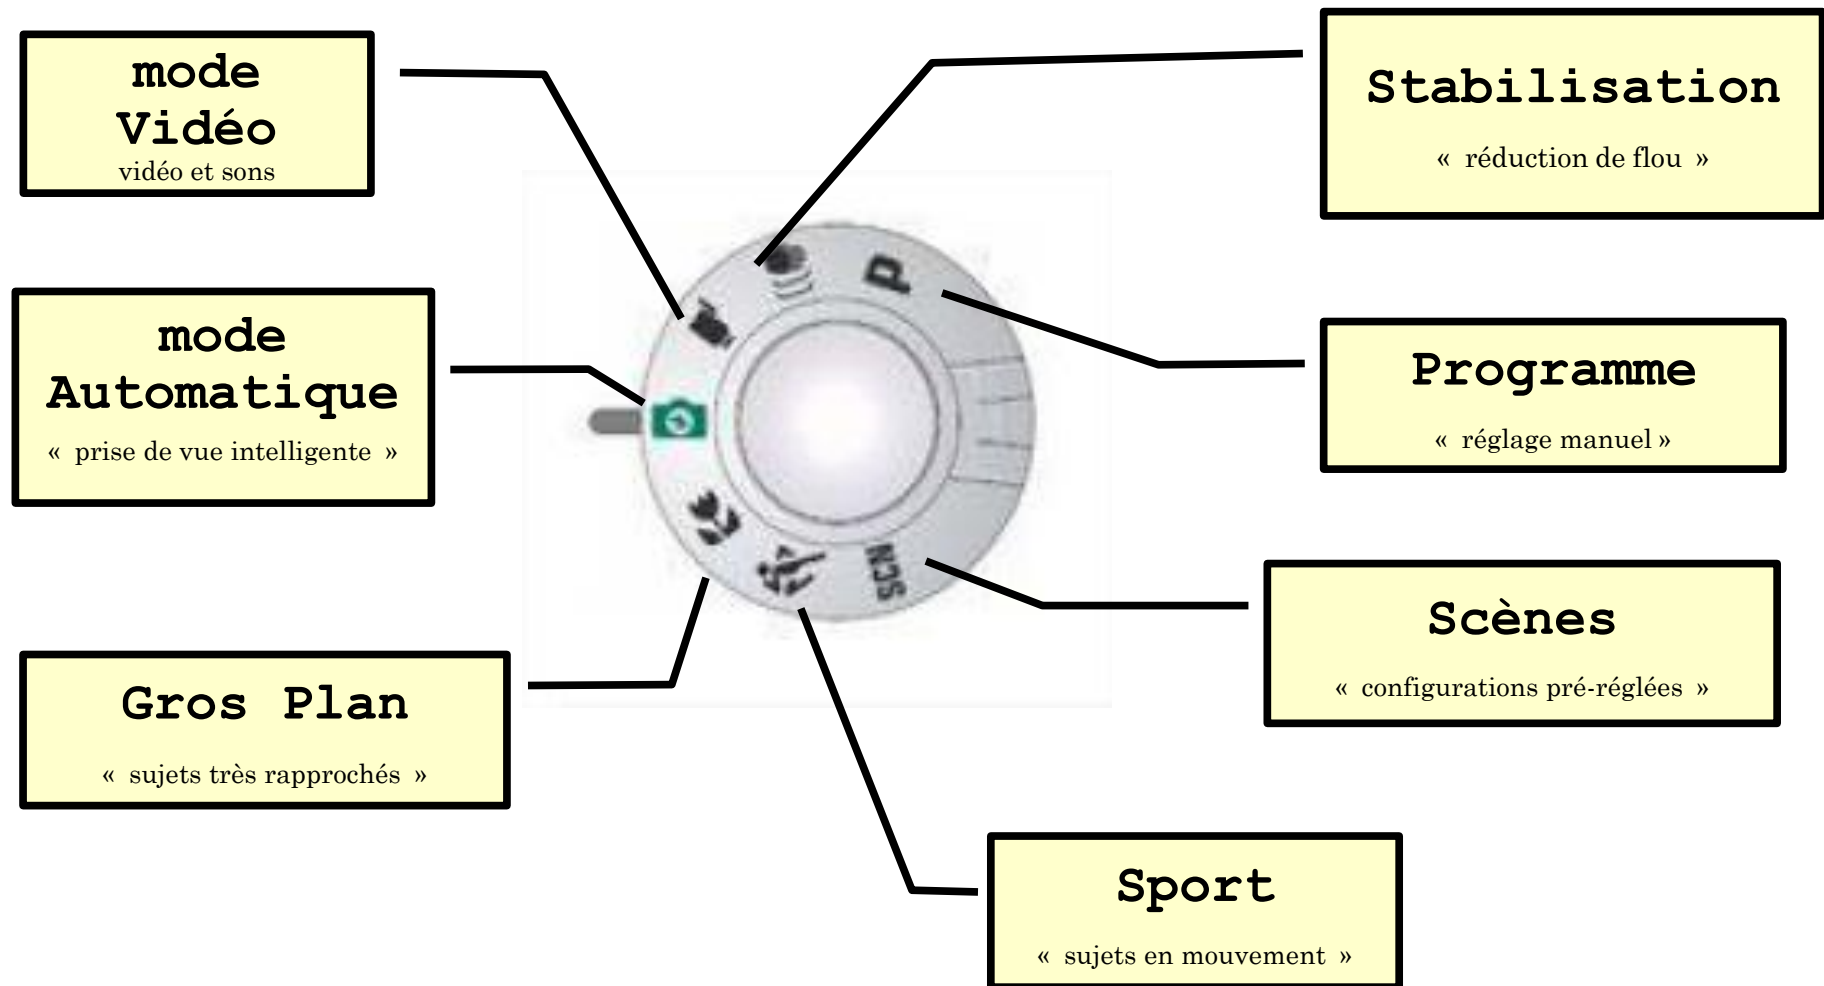 mode
Vidéo
vidéo et sons
Stabilisation
« réduction de flou »
mode
Automatique
« prise de vue intelligente »
P
Programme
« réglage manuel »
SCN
Scènes
« configurations pré-réglées »
Gros Plan
« sujets très rapprochés »
Sport
« sujets en mouvement »